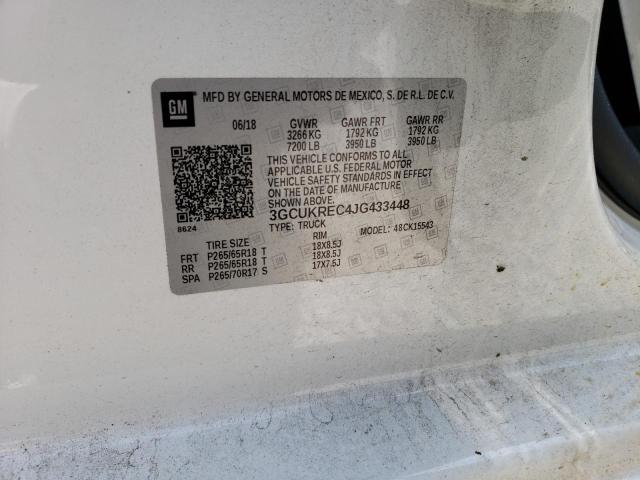 GM
MFD BY GENERAL MOTORS DE MEXICO, S. DE R.L. DE C.V.
06/18 GVWR GAWR FRT GAWR RR
3266 KG 1792 KG 1792 KG
7200 LB 3950 LB 3950 LB
THIS VEHICLE CONFORMS TO ALL
APPLICABLE U.S. FEDERAL MOTOR
VEHICLE SAFETY STANDARDS IN EFFECT
ON THE DATE OF MANUFACTURE
SHOWN ABOVE.
8624
3GCUKREC4JG433448
TYPE: TRUCK MODEL: 48CK15543
TIRE SIZE RIM
FRT P265/65R18 T 18X8.5J
RR P265/65R18 T 18X8.5J
SPA P265/70R17 S 17X7.5J